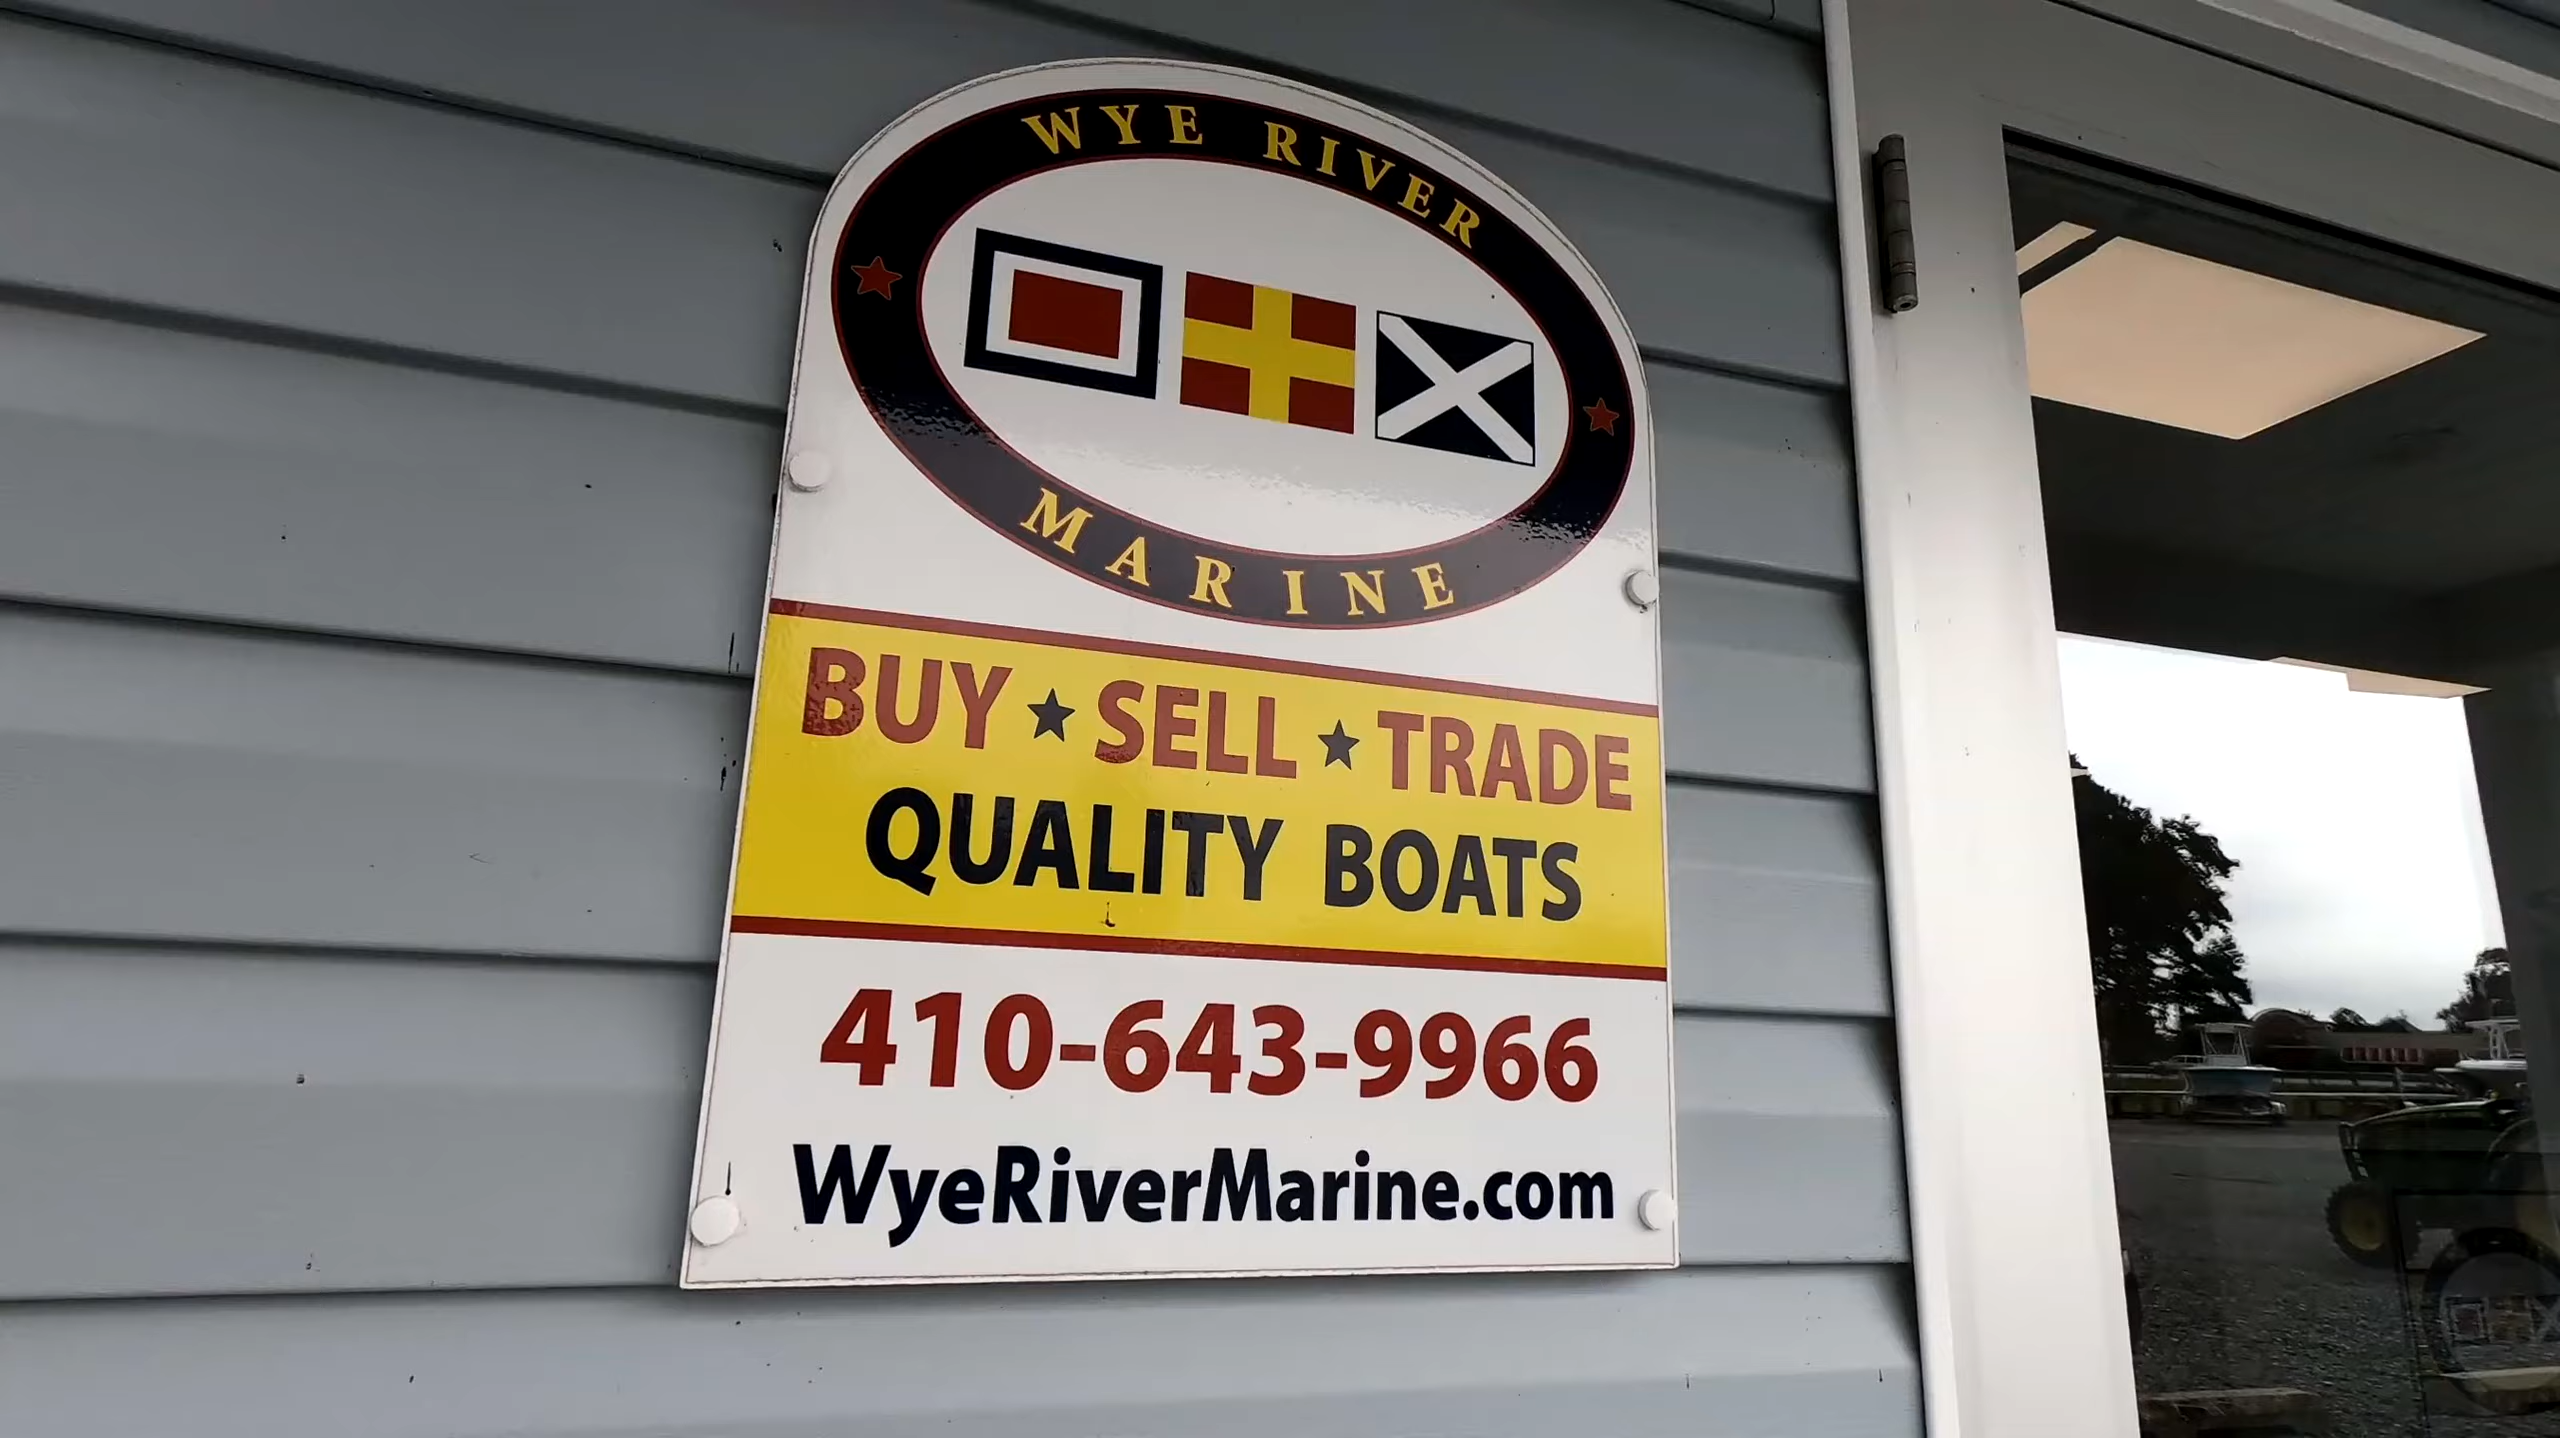 WYE RIVER
MARINE
BUY ★ SELL ★ TRADE
QUALITY BOATS
410-643-9966
WyeRiverMarine.com